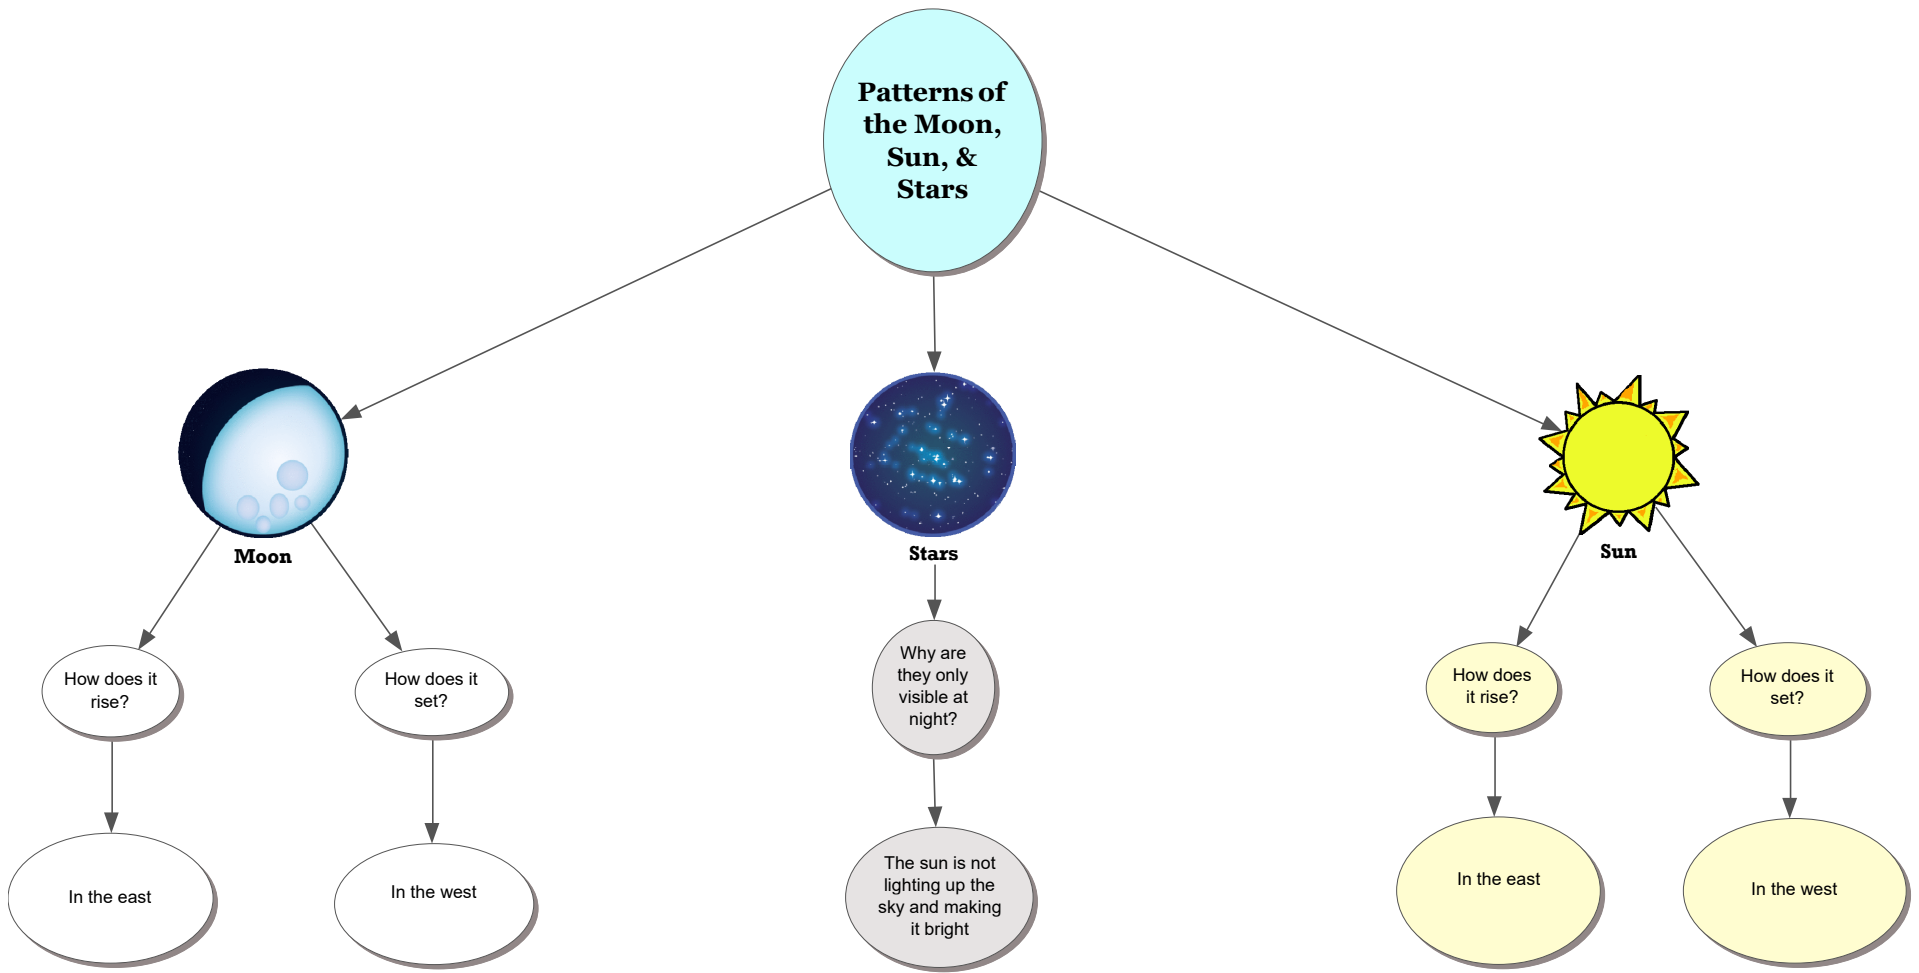 Patterns of
the Moon,
Sun, &
Stars
Moon
Stars
Sun
How does it
rise?
How does it
set?
Why are
they only
visible at
night?
How does
it rise?
How does it
set?
In the east
In the west
The sun is not
lighting up the
sky and making
it bright
In the east
In the west